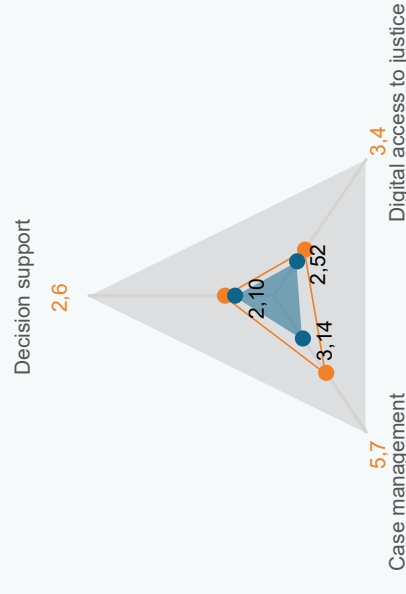 Decision support
2,6
2,10
3,4
2,52
3,14
Digital access to justice
5,7
Case management